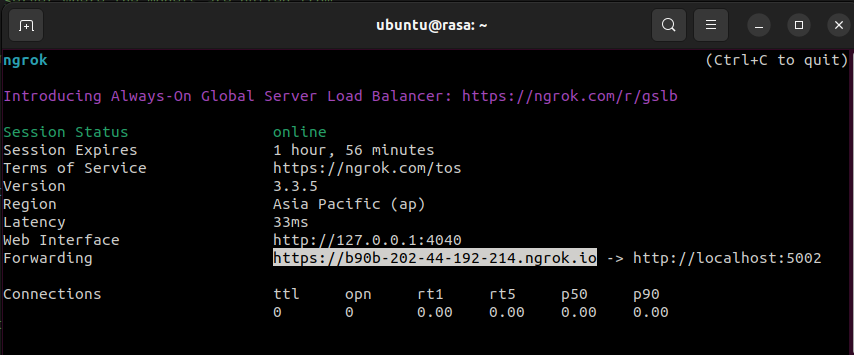 ubuntu@rasa: ~
ngrok (Ctrl+C to quit)
Introducing Always-On Global Server Load Balancer: https://ngrok.com/r/gslb
Session Status online
Session Expires 1 hour, 56 minutes
Terms of Service https://ngrok.com/tos
Version 3.3.5
Region Asia Pacific (ap)
Latency 33ms
Web Interface http://127.0.0.1:4040
Forwarding https://b90b-202-44-192-214.ngrok.io -> http://localhost:5002
Connections ttl opn rt1 rt5 p50 p90
0 0 0.00 0.00 0.00 0.00